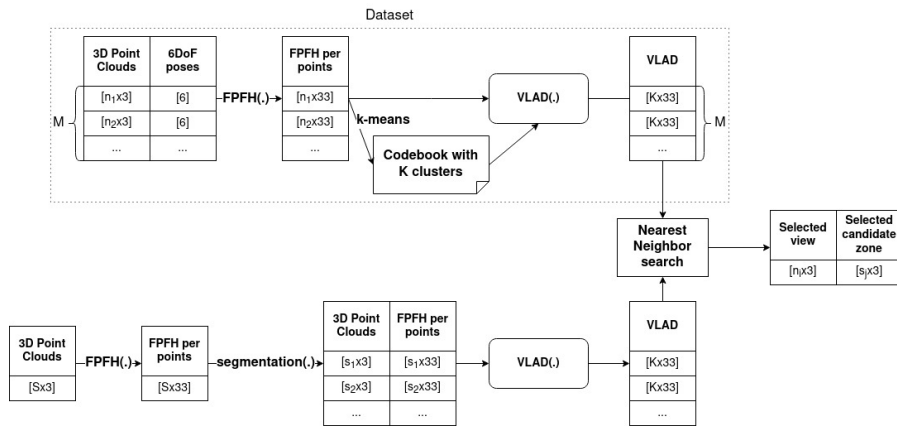 Dataset
3D Point
Clouds
6DoF
poses
FPFH per
points
VLAD
[n₁x3]
[6]
FPFH(.)
[n₁x33]
VLAD(.)
[Kx33]
M
[n₂x3]
[6]
[n₂x33]
k-means
[Kx33]
M
...
...
...
Codebook with
K clusters
...
Nearest
Neighbor
search
Selected
view
Selected
candidate
zone
[nᵢx3]
[sⱼx3]
3D Point
Clouds
FPFH per
points
3D Point
Clouds
FPFH per
points
VLAD
FPFH(.)
segmentation(.)
[s₁x3]
[s₁x33]
VLAD(.)
[Kx33]
[Sx3]
[Sx33]
[s₂x3]
[s₂x33]
[Kx33]
...
...
...